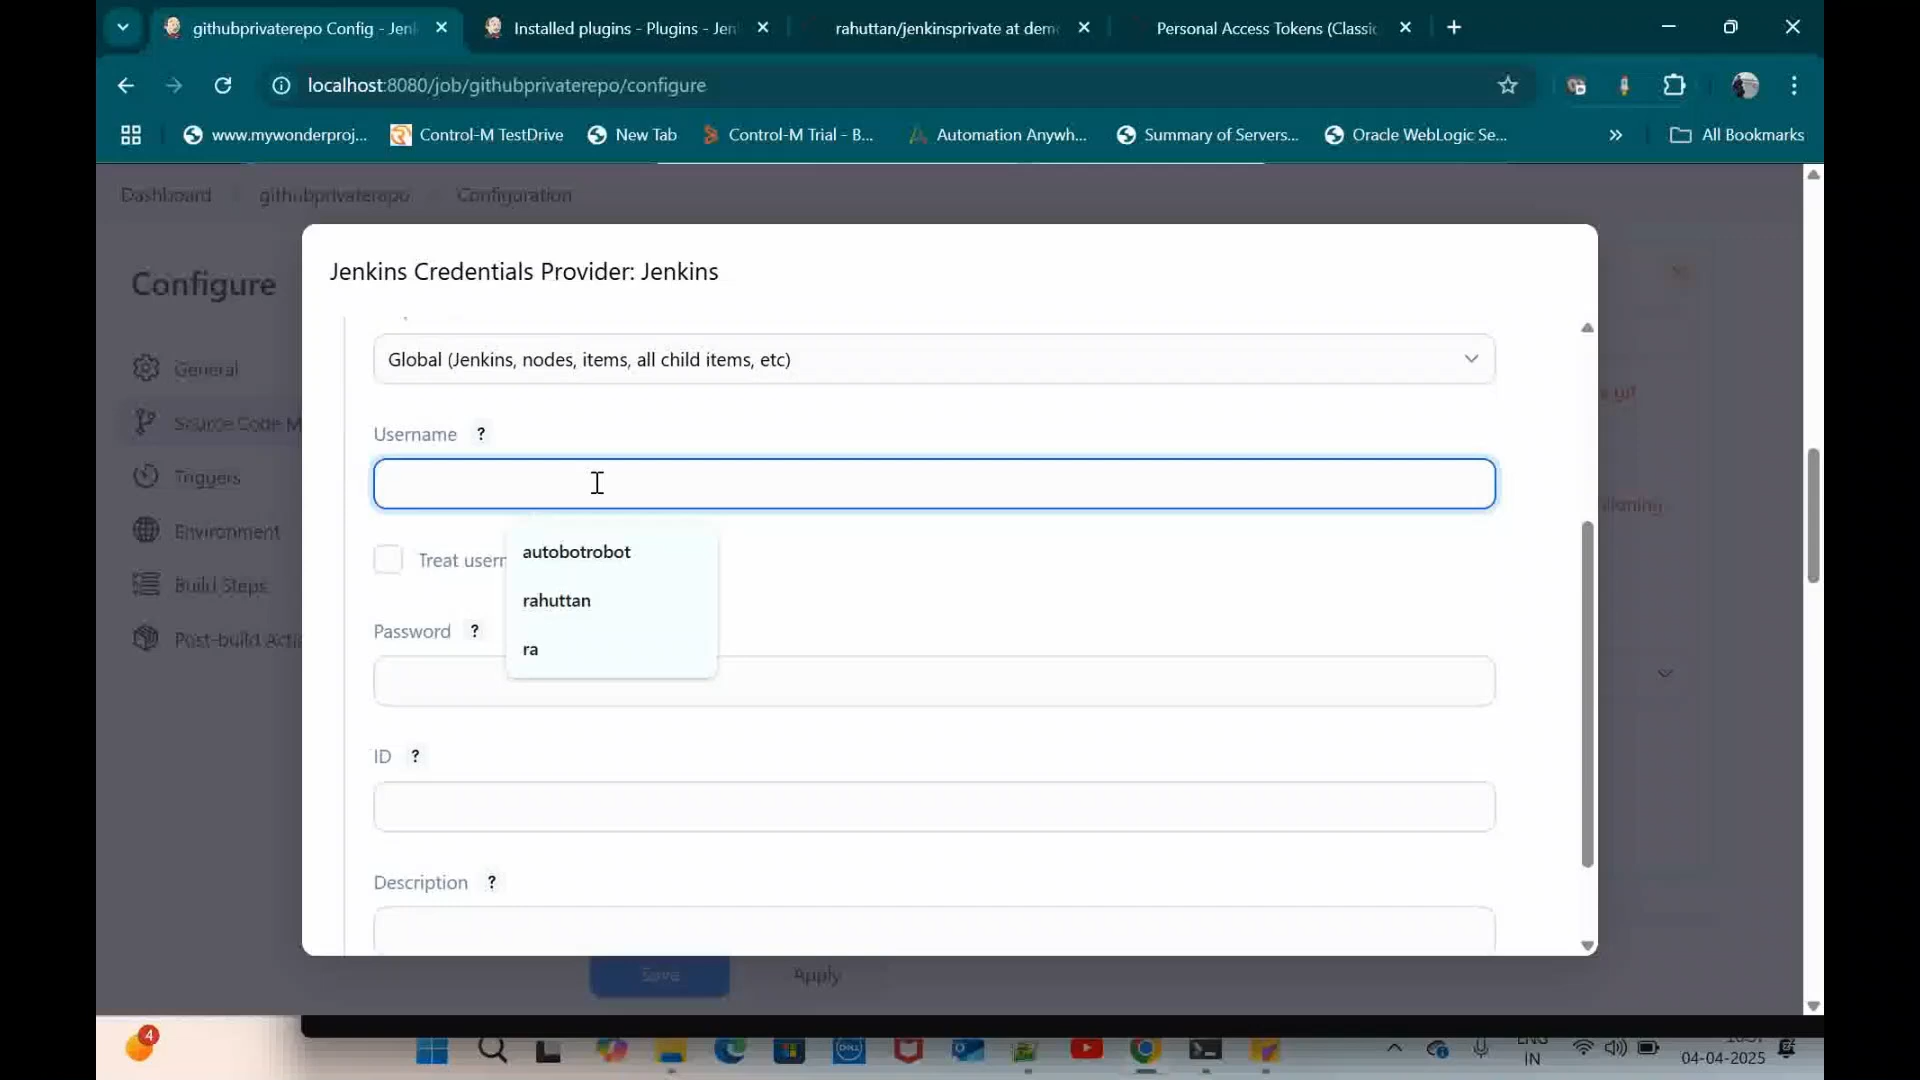 githubprivaterepo Config - Jenk
Installed plugins - Plugins - Jen
rahuttan/jenkinsprivate at demo
Personal Access Tokens (Classic
localhost:8080/job/githubprivaterepo/configure
www.mywonderproj...
Control-M TestDrive
New Tab
Control-M Trial - B...
Automation Anywh...
Summary of Servers...
Oracle WebLogic Se...
»
All Bookmarks
Dashboard
githubprivaterepo
Configuration
Configure
General
Source Code M
Triggers
Environment
Build Steps
Post-build Acti
Jenkins Credentials Provider: Jenkins
Global (Jenkins, nodes, items, all child items, etc)
Username ?
autobotrobot
rahuttan
ra
Treat usern
Password ?
ID ?
Description ?
Save
Apply
4
IN
04-04-2025